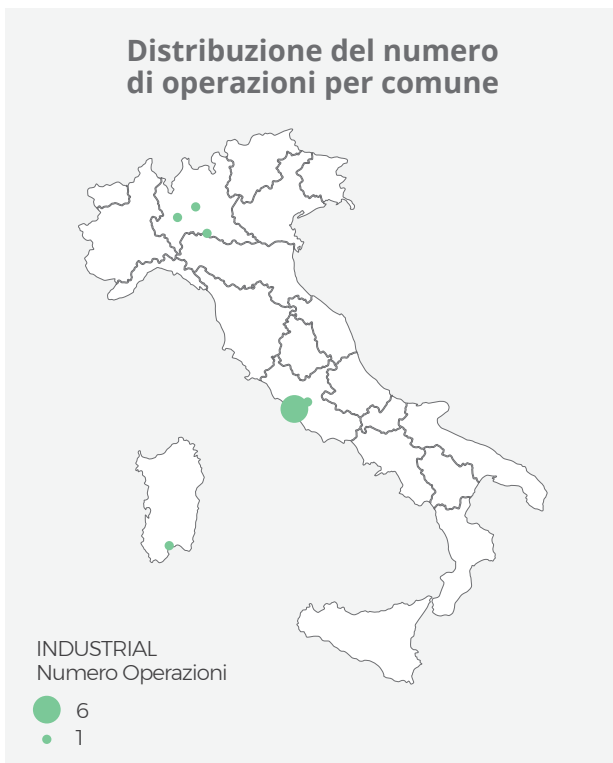 Distribuzione del numero
di operazioni per comune
INDUSTRIAL
Numero Operazioni
6
1